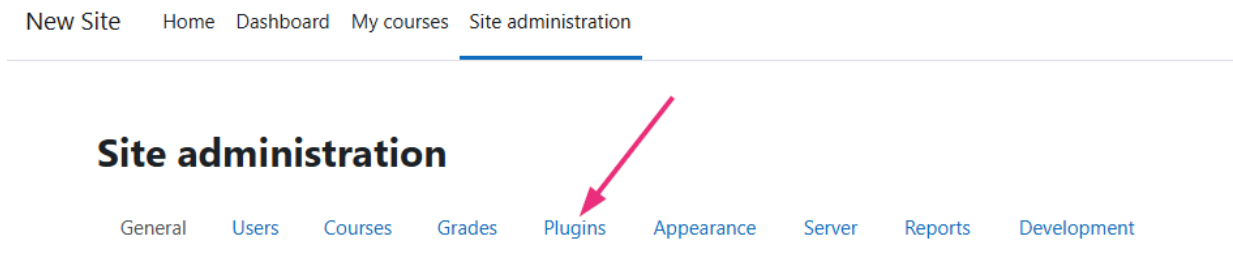 New Site Home Dashboard My courses Site administration
Site administration
General Users Courses Grades Plugins Appearance Server Reports Development